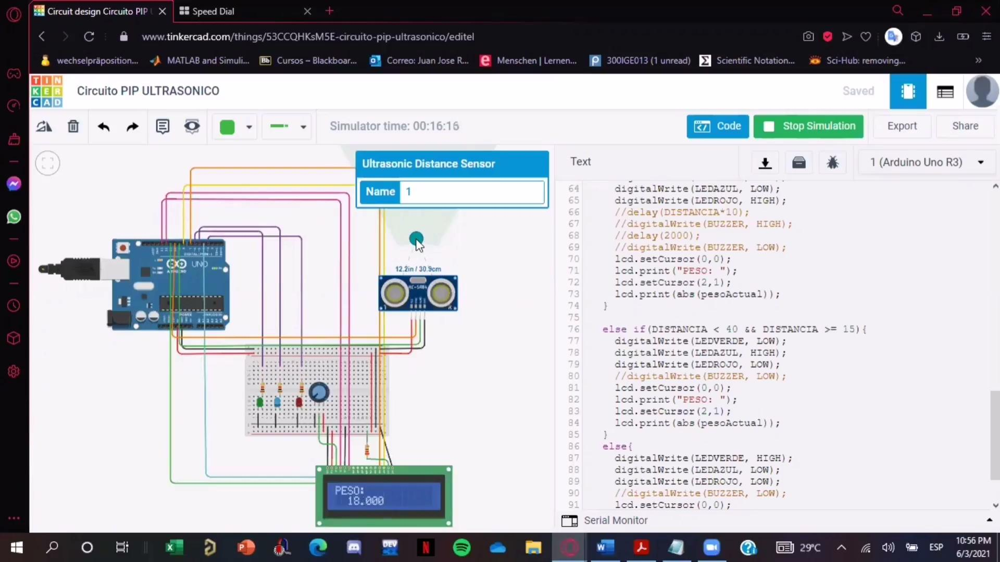 Circuit design Circuito PIP U
Speed Dial
www.tinkercad.com/things/53CCQHKsM5E-circuito-pip-ultrasonico/editel
wechselpräposition...
MATLAB and Simuli...
Bb Cursos – Blackboar...
Correo: Juan Jose R...
Menschen | Lernen...
300IGE013 (1 unread)
Scientific Notation...
Sci-Hub: removing...
TINKERCAD
Circuito PIP ULTRASONICO
Saved
Simulator time: 00:16:16
Code
Stop Simulation
Export
Share
Ultrasonic Distance Sensor
Name 1
Text
1 (Arduino Uno R3)
UNO
12.2in / 30.9cm
HC-SR04
PESO:
18.000
64 digitalWrite(LEDAZUL, LOW);
65 digitalWrite(LEDROJO, HIGH);
66 //delay(DISTANCIA*10);
67 //digitalWrite(BUZZER, HIGH);
68 //delay(2000);
69 //digitalWrite(BUZZER, LOW);
70 lcd.setCursor(0,0);
71 lcd.print("PESO: ");
72 lcd.setCursor(2,1);
73 lcd.print(abs(pesoActual));
74 }
75
76 else if(DISTANCIA < 40 && DISTANCIA >= 15){
77 digitalWrite(LEDVERDE, LOW);
78 digitalWrite(LEDAZUL, HIGH);
79 digitalWrite(LEDROJO, LOW);
80 //digitalWrite(BUZZER, LOW);
81 lcd.setCursor(0,0);
82 lcd.print("PESO: ");
83 lcd.setCursor(2,1);
84 lcd.print(abs(pesoActual));
85 }
86 else{
87 digitalWrite(LEDVERDE, HIGH);
88 digitalWrite(LEDAZUL, LOW);
89 digitalWrite(LEDROJO, LOW);
90 //digitalWrite(BUZZER, LOW);
91 lcd.setCursor(0,0);
Serial Monitor
29°C
ESP
10:56 PM
6/3/2021